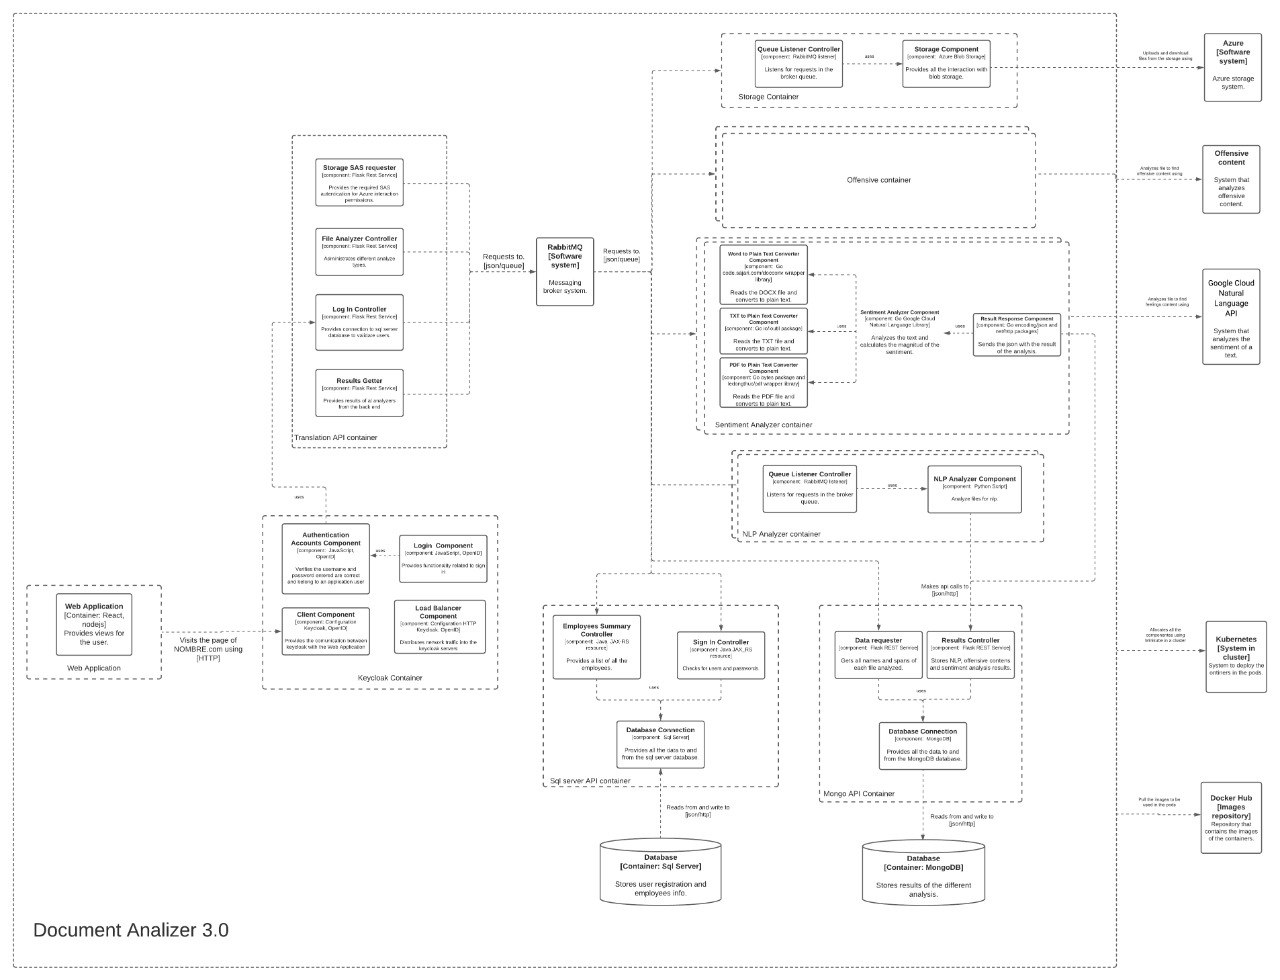 Queue Listener Controller
[component: RabbitMQ listener]
Listens for requests in the
broker queue.
uses
Storage Component
[component: Azure Blob Storage]
Provides all the interaction with
blob storage.
Storage Container
Uploads and download
files from the storage using
Azure
[Software
system]
Azure storage
system.
Storage SAS requester
[component: Flask Rest Service]
Provides the required SAS
autentication for Azure interaction
permissions.
File Analyzer Controller
[component: Flask Rest Service]
Administrates different analyze
types.
Log In Controller
[component: Flask Rest Service]
Provides connection to sql server
database to validate users.
Results Getter
[component: Flask Rest Service]
Provides results of al analyzers
from the back end
Translation API container
Requests to.
[json/queue]
RabbitMQ
[Software
system]
Messaging
broker system.
Requests to.
[json/queue]
Offensive container
Analyzes file to find
offensive content using
Offensive
content
System that
analyzes
offensive
content.
Word to Plain Text Converter
Component
[component: Go
code.sajari.com/docconv wrapper
library]
Reads the DOCX file and
converts to plain text.
TXT to Plain Text Converter
Component
[component: Go io/ioutil package]
Reads the TXT file and
converts to plain text.
PDF to Plain Text Converter
Component
[component: Go bytes package and
ledongthuc/pdf wrapper library]
Reads the PDF file and
converts to plain text.
uses
Sentiment Analyzer Component
[component: Go Google Cloud
Natural Language Library]
Analyzes the text and
calculates the magnitud of the
sentiment.
uses
Result Response Component
[component: Go encoding/json and
net/http packages]
Sends the json with the result
of the analysis.
Sentiment Analyzer container
Analyzes file to find
feelings content using
Google Cloud
Natural
Language
API
System that
analyzes the
sentiment of a
text.
Queue Listener Controller
[component: RabbitMQ listener]
Listens for requests in the broker
queue.
uses
NLP Analyzer Component
[component: Python Script]
Analyze files for nlp.
NLP Analyzer container
uses
Authentication
Accounts Component
[component: JavaScript,
OpenID]
Verifies the username and
password entered are correct
and belong to an application user
uses
Login Component
[component: JavaScript, OpenID]
Provides functionality related to sign
in.
Client Component
[component: Configuration
Keycloak, OpenID]
Provides the comunication between
keycloak with the Web Application
Load Balancer
Component
[component: Configuration HTTP
Keycloak, OpenID]
Distributes network traffic into the
keycloak servers
Keycloak Container
Web Application
[Container: React,
nodejs]
Provides views for
the user.
Web Application
Visits the page of
NOMBRE.com using
[HTTP]
Makes api calls to
[json/http]
Employees Summary
Controller
[component: Java JAX-RS
resource]
Provides a list of all the
employees.
Sign In Controller
[component: Java JAX_RS
resource]
Checks for users and passwords.
uses
Database Connection
[component: Sql Server]
Provides all the data to and
from the sql server database.
Sql server API container
Reads from and write to
[json/http]
Database
[Container: Sql Server]
Stores user registration and
employees info.
Data requester
[component: Flask REST Service]
Gets all names and spans of
each file analyzed.
Results Controller
[component: Flask REST Service]
Stores NLP, offensive contens
and sentiment analysis results.
uses
Database Connection
[component: MongoDB]
Provides all the data to and
from the MongoDB database.
Mongo API Container
Reads from and write to
[json/http]
Database
[Container: MongoDB]
Stores results of the different
analysis.
Allocates all the
componentes using
in a cluster
Kubernetes
[System in
cluster]
System to deploy the
ontiners in the pods.
Pull the images to be
used in the pods
Docker Hub
[Images
repository]
Repository that
contains the images
of the containers.
Document Analizer 3.0